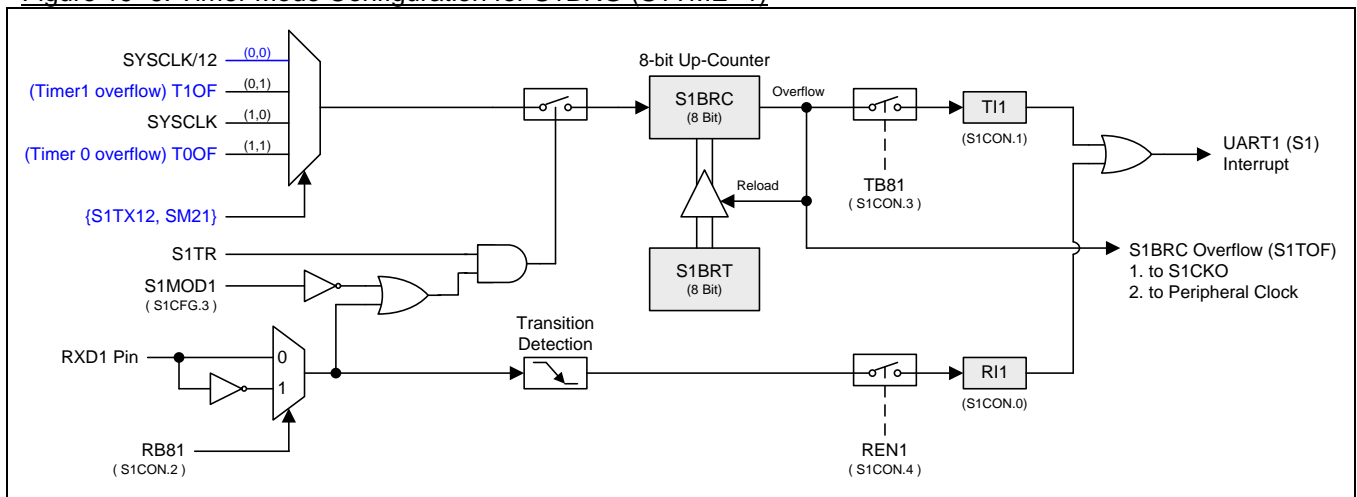 Figure Timer Mode Configuration for S1BRG
SYSCLK/12
(0,0)
(Timer1 overflow) T1OF
(0,1)
SYSCLK
(1,0)
(Timer 0 overflow) T0OF
(1,1)
{S1TX12, SM21}
S1TR
S1MOD1
( S1CFG.3 )
RXD1 Pin
0
1
RB81
( S1CON.2 )
Transition
Detection
8-bit Up-Counter
S1BRC
(8 Bit)
Overflow
Reload
S1BRT
(8 Bit)
TB81
( S1CON.3 )
TI1
(S1CON.1)
UART1 (S1)
Interrupt
S1BRC Overflow (S1TOF)
1. to S1CKO
2. to Peripheral Clock
REN1
( S1CON.4 )
RI1
(S1CON.0)